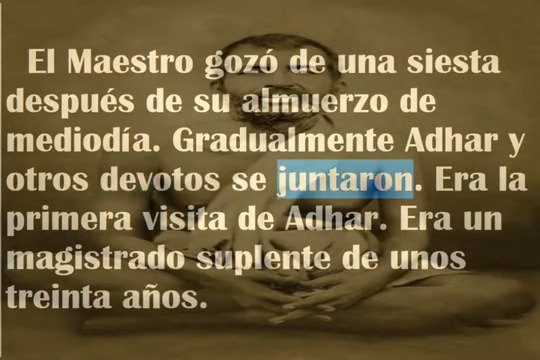 El Maestro gozó de una siesta
después de su almuerzo de
mediodía. Gradualmente Adhar y
otros devotos se juntaron. Era la
primera visita de Adhar. Era un
magistrado suplente de unos
treinta años.